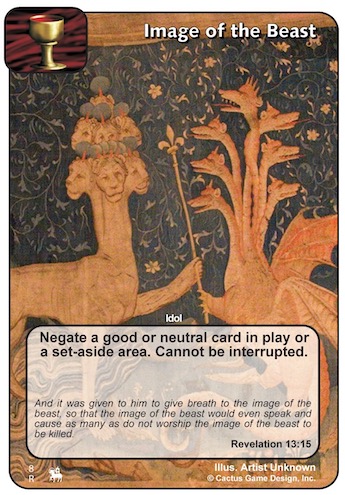 Image of the Beast
Idol
Negate a good or neutral card in play or
a set-aside area. Cannot be interrupted.
And it was given to him to give breath to the image of the
beast, so that the image of the beast would even speak and
cause as many as do not worship the image of the beast to
be killed.
Revelation 13:15
8
R
Illus. Artist Unknown
© Cactus Game Design, Inc.